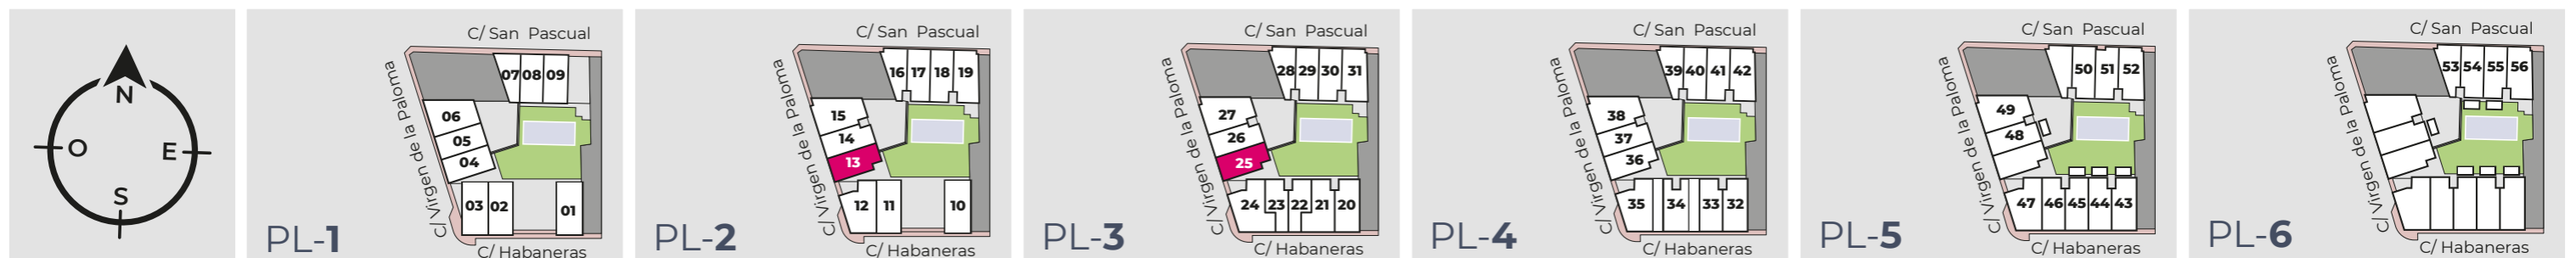 N
O
E
S
C/ San Pascual
C/ Virgen de la Paloma
07 08 09
06
05
04
03 02
01
PL-1
C/ Habaneras
C/ San Pascual
C/ Virgen de la Paloma
16 17 18 19
15
14
13
12 11
10
PL-2
C/ Habaneras
C/ San Pascual
C/ Virgen de la Paloma
28 29 30 31
27
26
25
24 23 22 21 20
PL-3
C/ Habaneras
C/ San Pascual
C/ Virgen de la Paloma
39 40 41 42
38
37
36
35 34 33 32
PL-4
C/ Habaneras
C/ San Pascual
C/ Virgen de la Paloma
50 51 52
49
48
47 46 45 44 43
PL-5
C/ Habaneras
C/ San Pascual
C/ Virgen de la Paloma
53 54 55 56
PL-6
C/ Habaneras